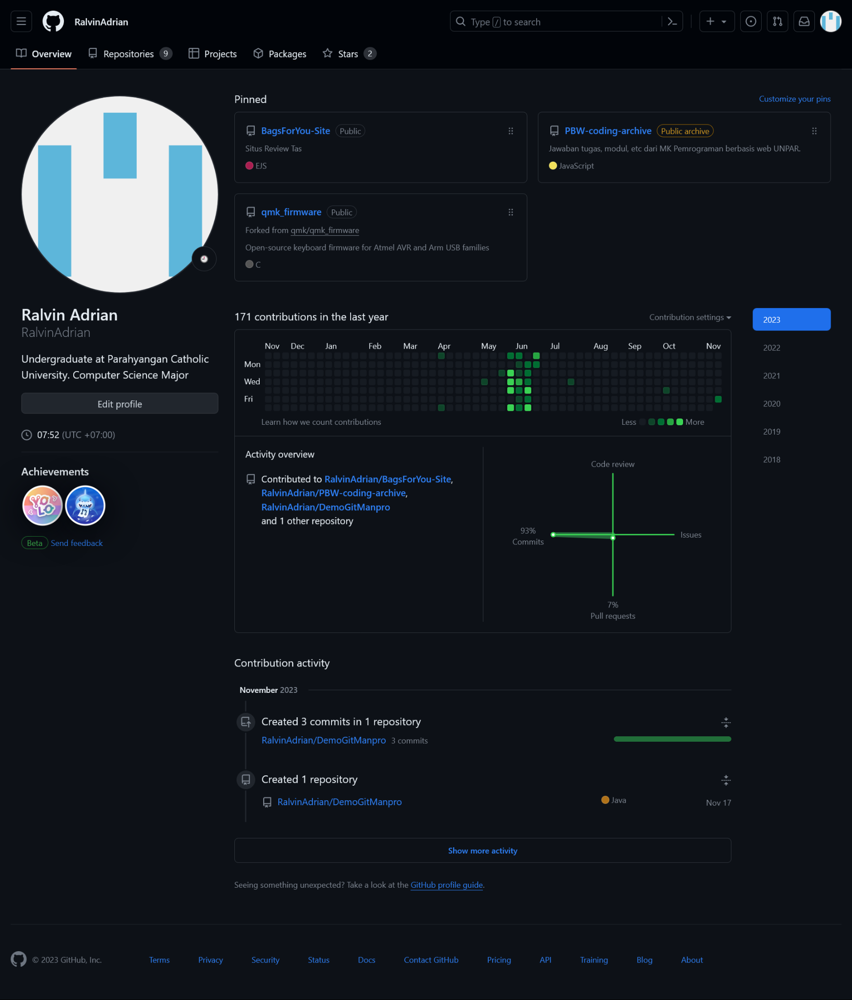 RalvinAdrian
Type / to search
Overview
Repositories 9
Projects
Packages
Stars 2
Pinned
Customize your pins
BagsForYou-Site Public
Situs Review Tas
EJS
PBW-coding-archive Public archive
Jawaban tugas, modul, etc dari MK Pemrograman berbasis web UNPAR.
JavaScript
qmk_firmware Public
Forked from qmk/qmk_firmware
Open-source keyboard firmware for Atmel AVR and Arm USB families
C
Ralvin Adrian
RalvinAdrian
Undergraduate at Parahyangan Catholic
University. Computer Science Major
Edit profile
07:52 (UTC +07:00)
Achievements
YOLO
Beta Send feedback
171 contributions in the last year
Contribution settings
Nov Dec Jan Feb Mar Apr May Jun Jul Aug Sep Oct Nov
Mon
Wed
Fri
Learn how we count contributions
Less More
2023
2022
2021
2020
2019
2018
Activity overview
Contributed to RalvinAdrian/BagsForYou-Site,
RalvinAdrian/PBW-coding-archive,
RalvinAdrian/DemoGitManpro
and 1 other repository
Code review
93%
Commits
Issues
7%
Pull requests
Contribution activity
November 2023
Created 3 commits in 1 repository
RalvinAdrian/DemoGitManpro 3 commits
Created 1 repository
RalvinAdrian/DemoGitManpro Java Nov 17
Show more activity
Seeing something unexpected? Take a look at the GitHub profile guide.
© 2023 GitHub, Inc. Terms Privacy Security Status Docs Contact GitHub Pricing API Training Blog About